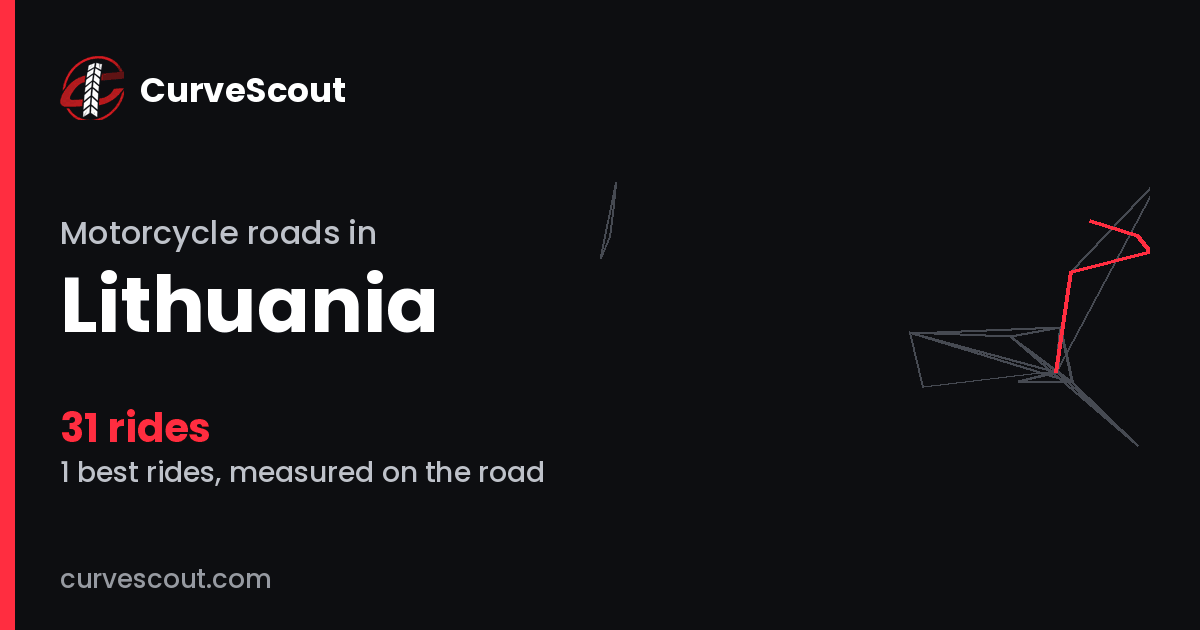 CurveScout
Motorcycle roads in
Lithuania
31 rides
1 best rides, measured on the road
curvescout.com